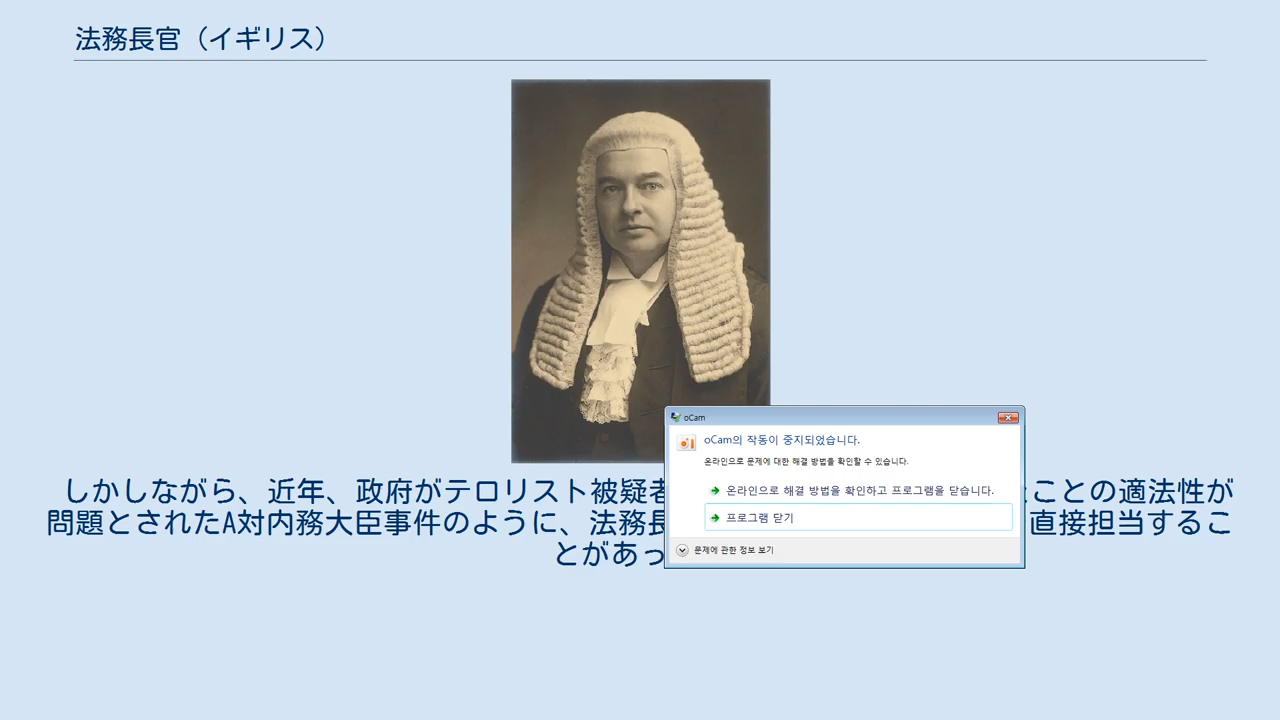 法務長官（イギリス）
oCam
oCam의 작동이 중지되었습니다.
온라인으로 문제에 대한 해결 방법을 확인할 수 있습니다.
온라인으로 해결 방법을 확인하고 프로그램을 닫습니다.
프로그램 닫기
문제에 관한 정보 보기
しかしながら、近年、政府がテロリスト被疑 ことの適法性が
問題とされたA対内務大臣事件のように、法務長 直接担当するこ
とがあっ